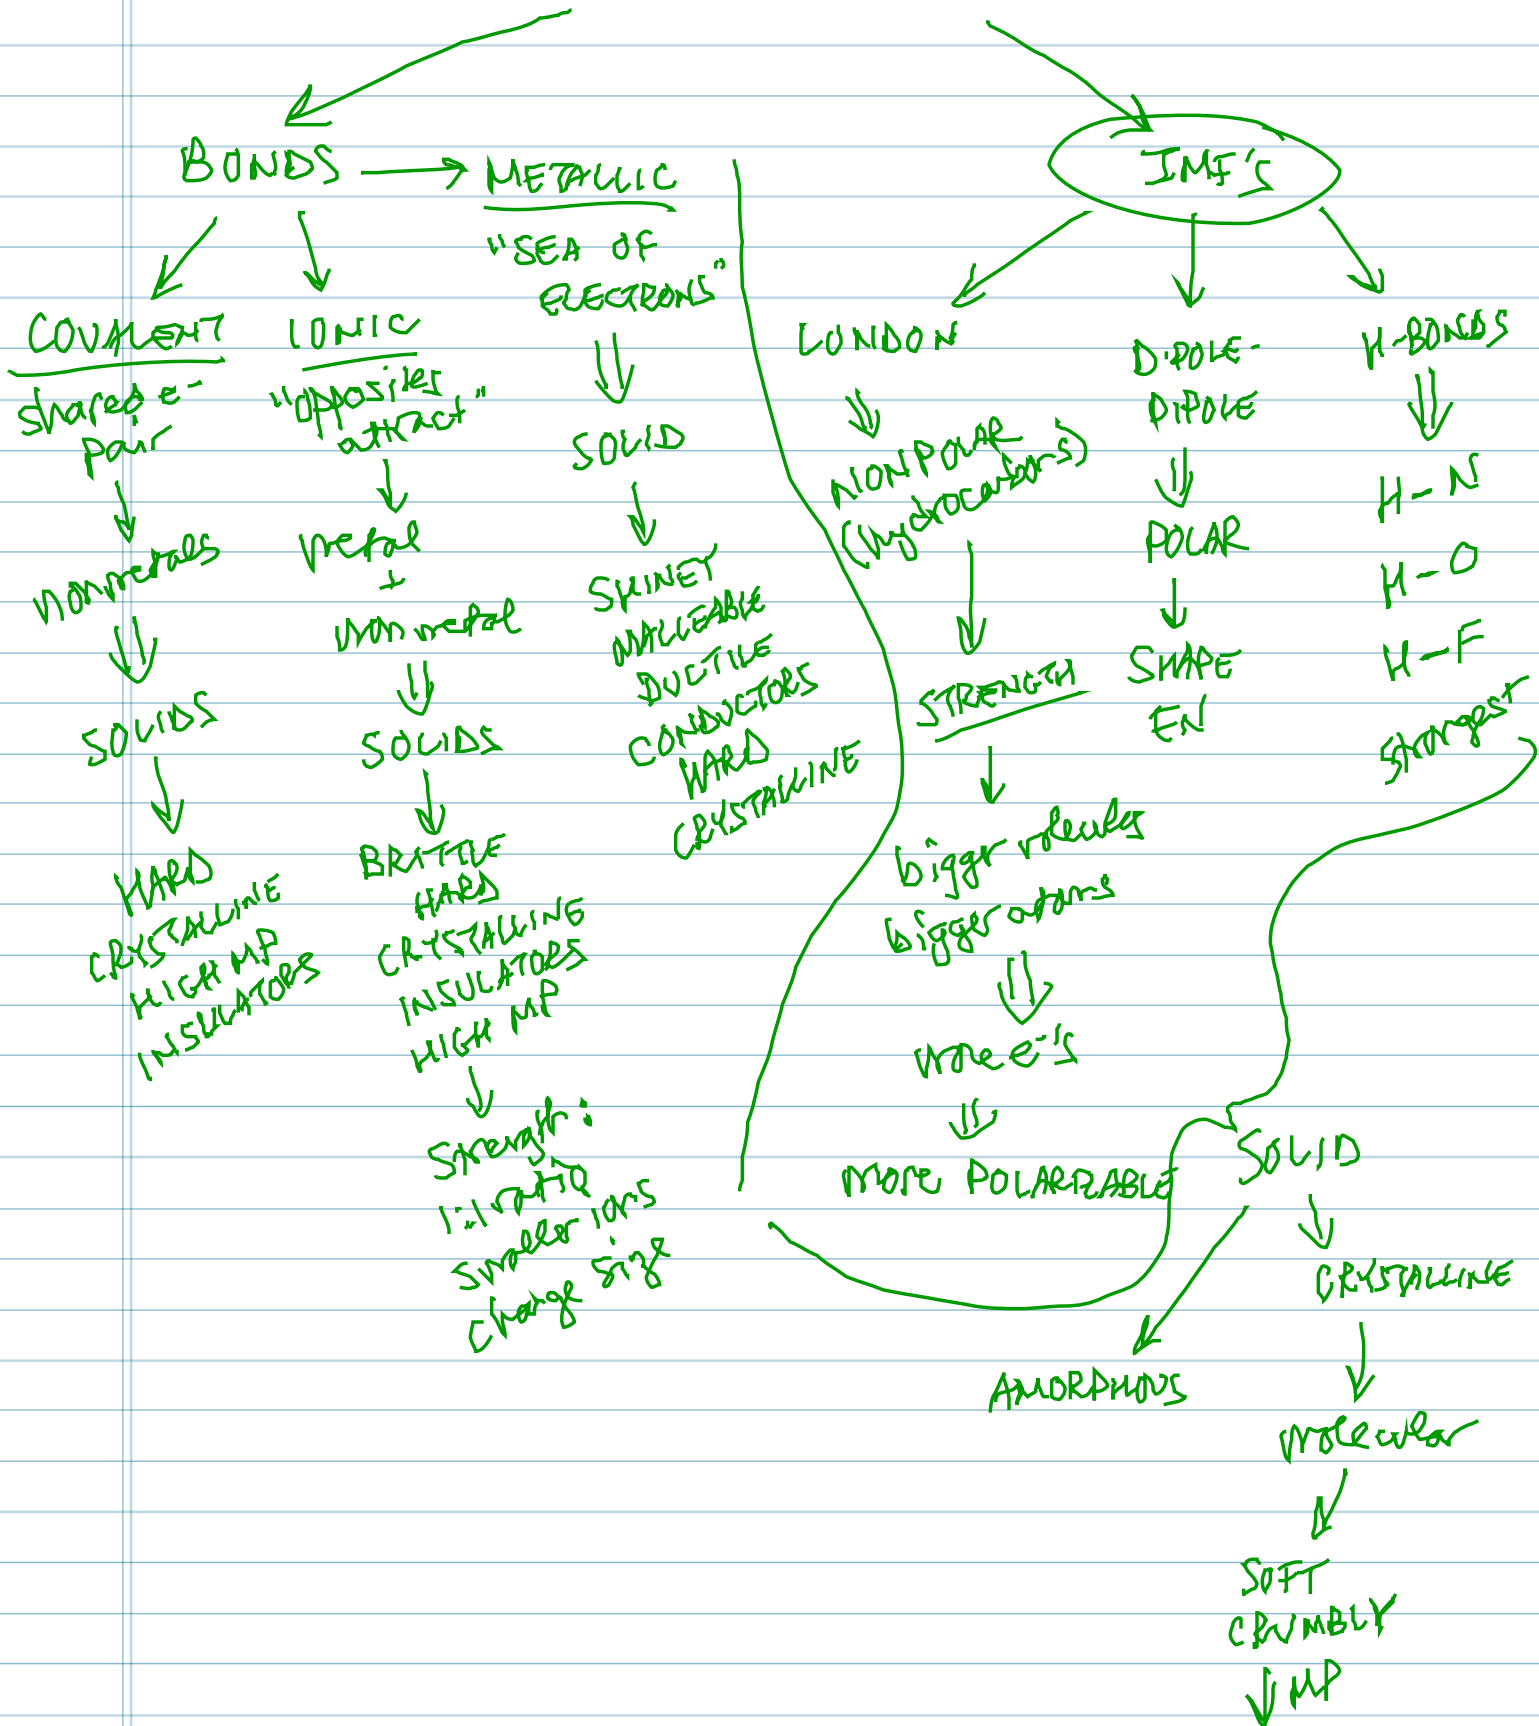 BONDS
METALLIC
"SEA OF
ELECTRONS"
SOLID
SHINEY
MALLEABLE
DUCTILE
CONDUCTORS
HARD
CRYSTALLINE
COVALENT
shared e-
pair
nonmetals
SOLIDS
HARD
CRYSTALLINE
HIGH MP
INSULATORS
IONIC
"opposites
attract"
metal
+
nonmetal
SOLIDS
BRITTLE
HARD
CRYSTALLINE
INSULATORS
HIGH MP
Strength:
1:1 ratio
smaller ions
charge size
IMF'S
LONDON
NONPOLAR
(hydrocarbons)
STRENGTH
bigger molecules
bigger atoms
more e-'s
MORE POLARIZABLE
DIPOLE-
DIPOLE
POLAR
SHAPE
EN
H-BONDS
H-N
H-O
H-F
strongest
SOLID
AMORPHOUS
CRYSTALLINE
molecular
SOFT
CRUMBLY
↓ MP